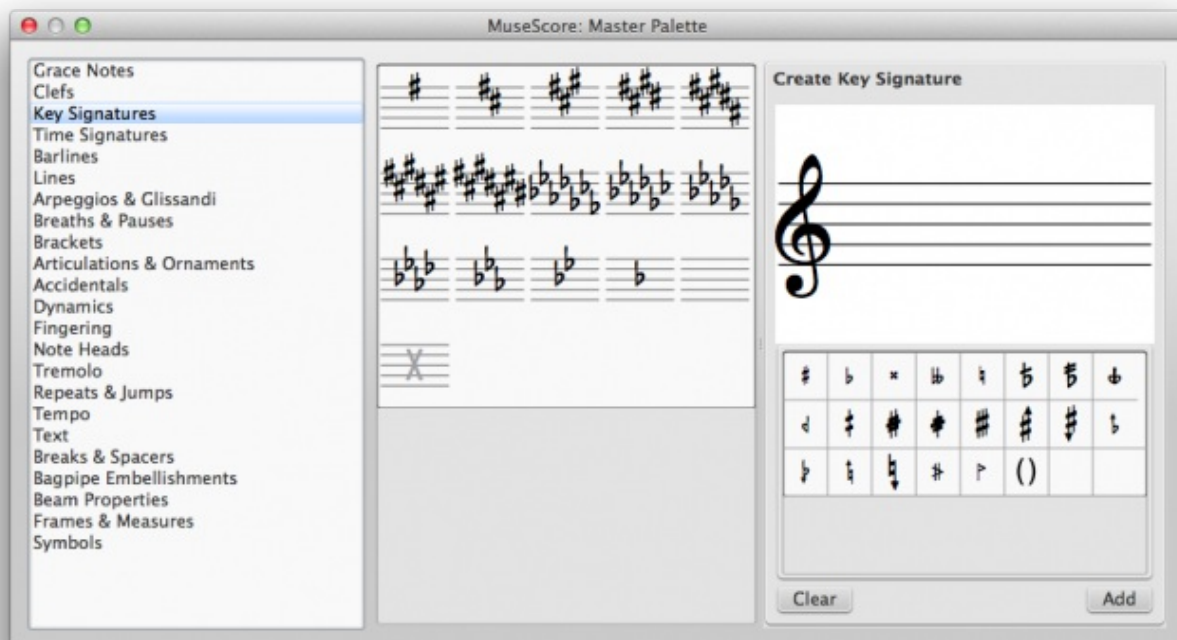 MuseScore: Master Palette
Grace Notes
Clefs
Key Signatures
Time Signatures
Barlines
Lines
Arpeggios & Glissandi
Breaths & Pauses
Brackets
Articulations & Ornaments
Accidentals
Dynamics
Fingering
Note Heads
Tremolo
Repeats & Jumps
Tempo
Text
Breaks & Spacers
Bagpipe Embellishments
Beam Properties
Frames & Measures
Symbols
Create Key Signature
Clear
Add